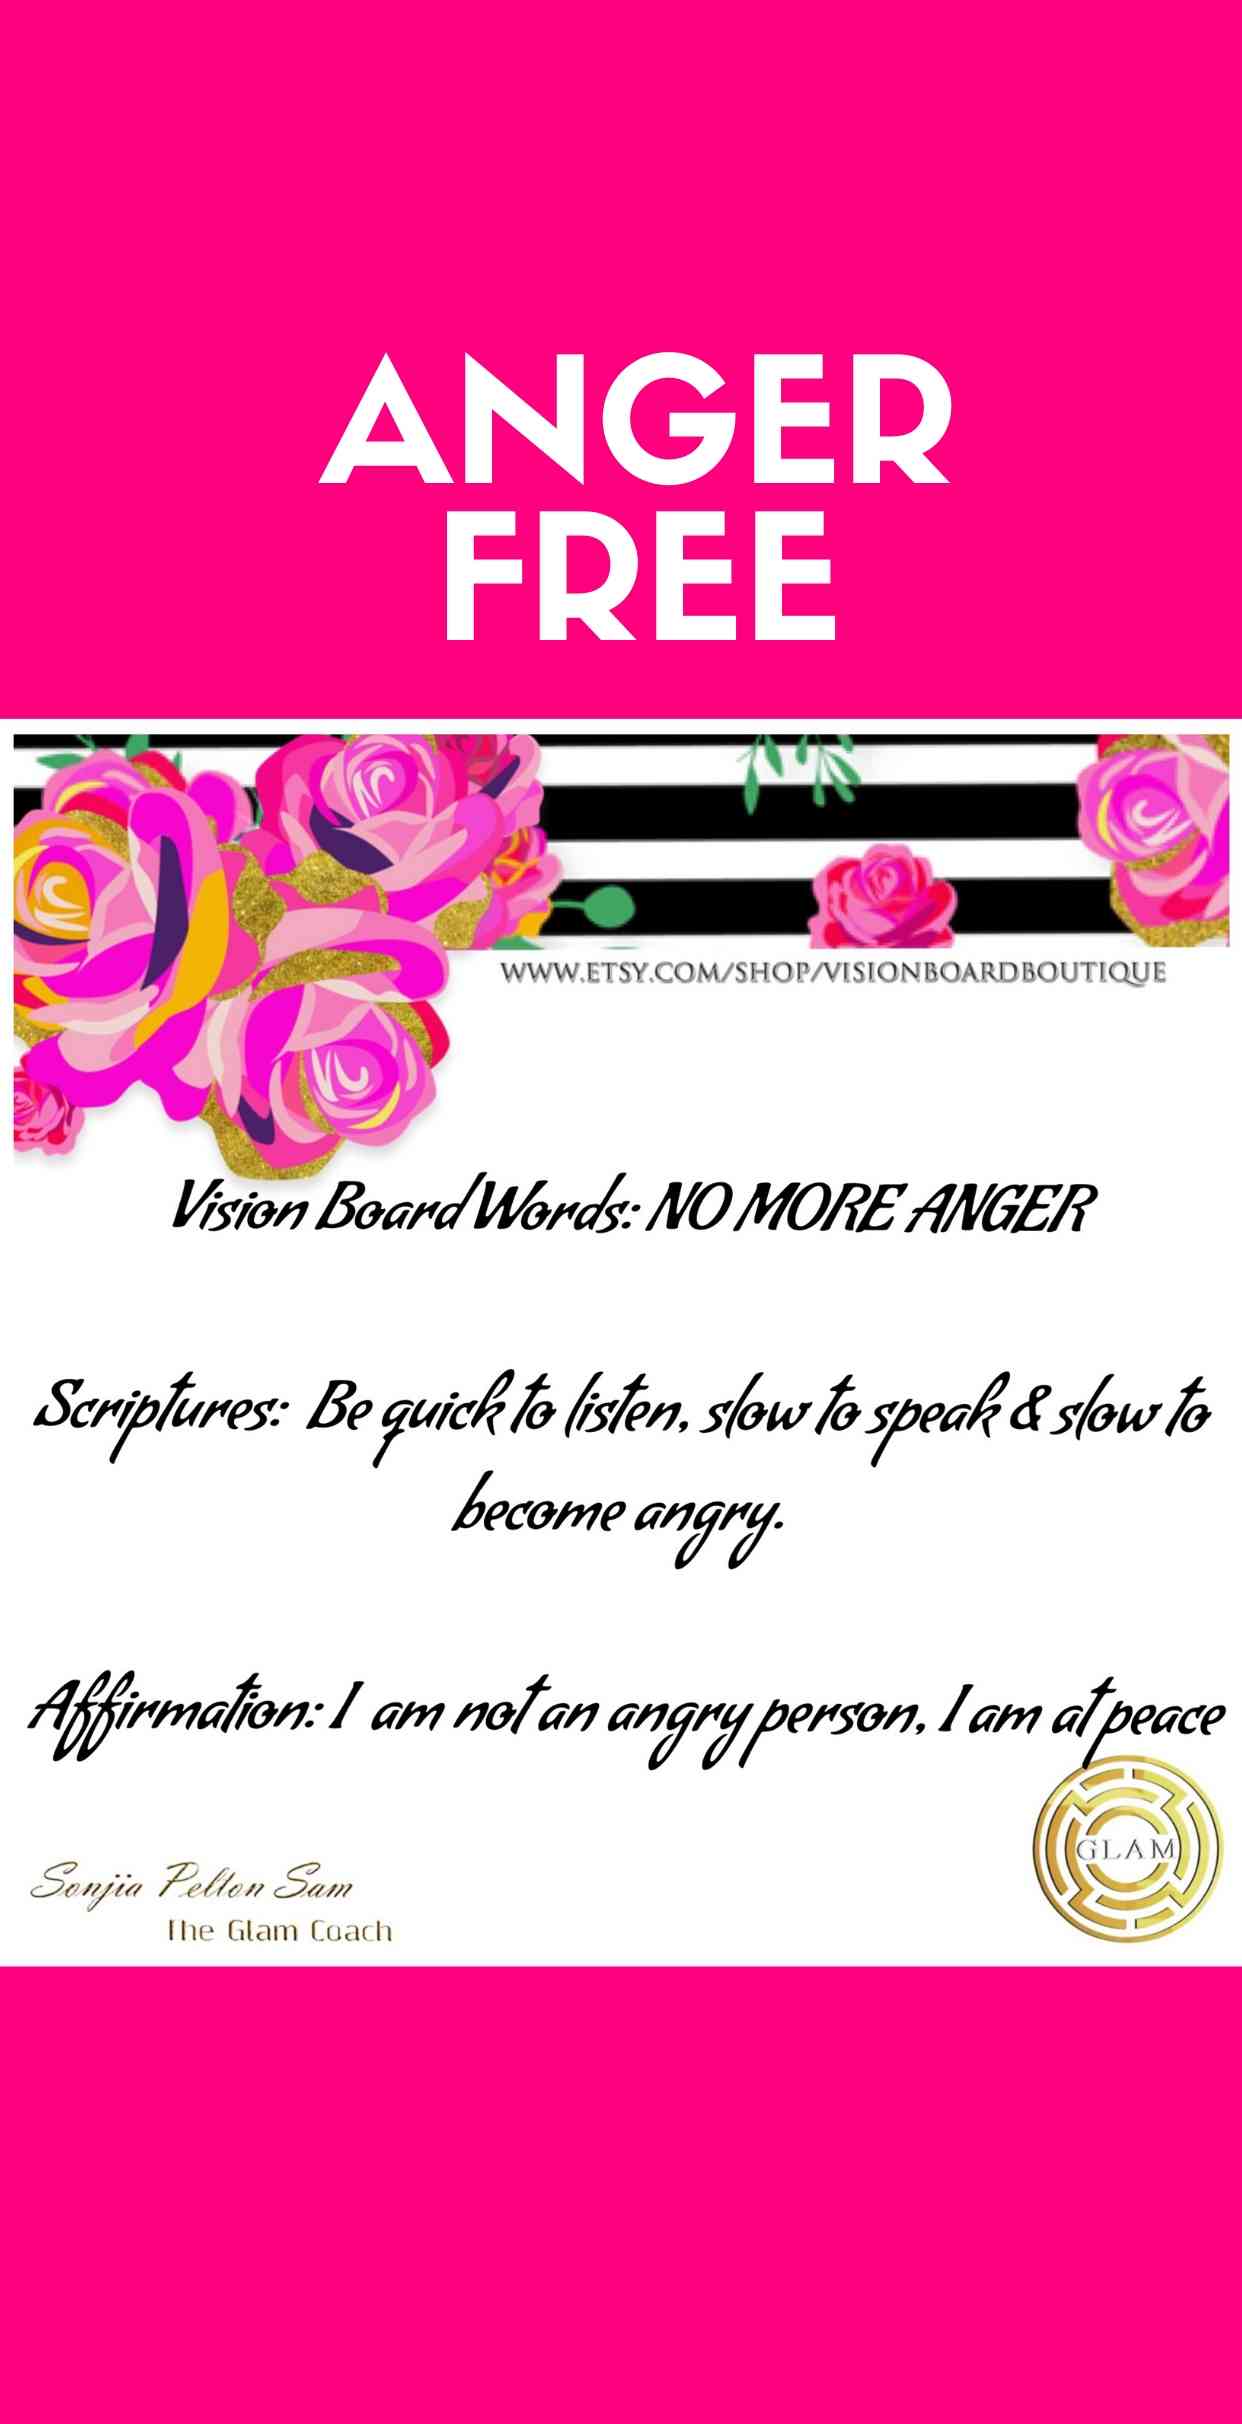 ANGER
FREE
WWW.ETSY.COM/SHOP/VISIONBOARDBOUTIQUE
Vision Board Words: NO MORE ANGER
Scriptures: Be quick to listen, slow to speak & slow to
become angry.
Affirmation: I am not an angry person, I am at peace
GLAM
Sonjia Pelton Sam
The Glam Coach